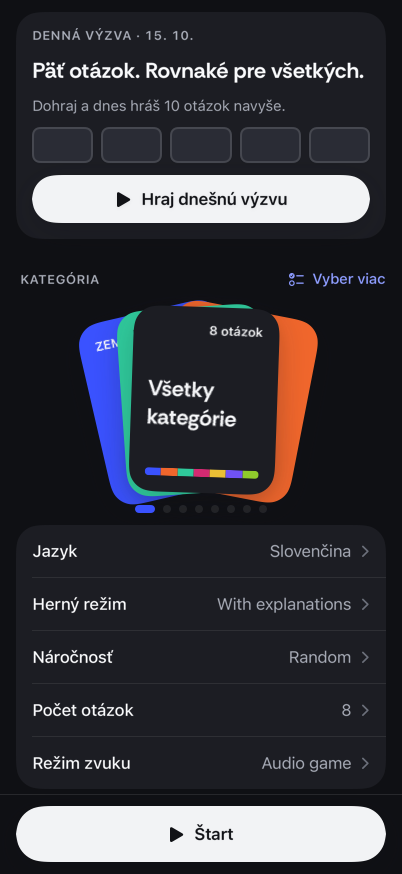 DENNÁ VÝZVA · 15. 10.
Päť otázok. Rovnaké pre všetkých.
Dohraj a dnes hráš 10 otázok navyše.
Hraj dnešnú výzvu
KATEGÓRIA
Vyber viac
8 otázok
Všetky
kategórie
Jazyk
Slovenčina
Herný režim
With explanations
Náročnosť
Random
Počet otázok
8
Režim zvuku
Audio game
Štart